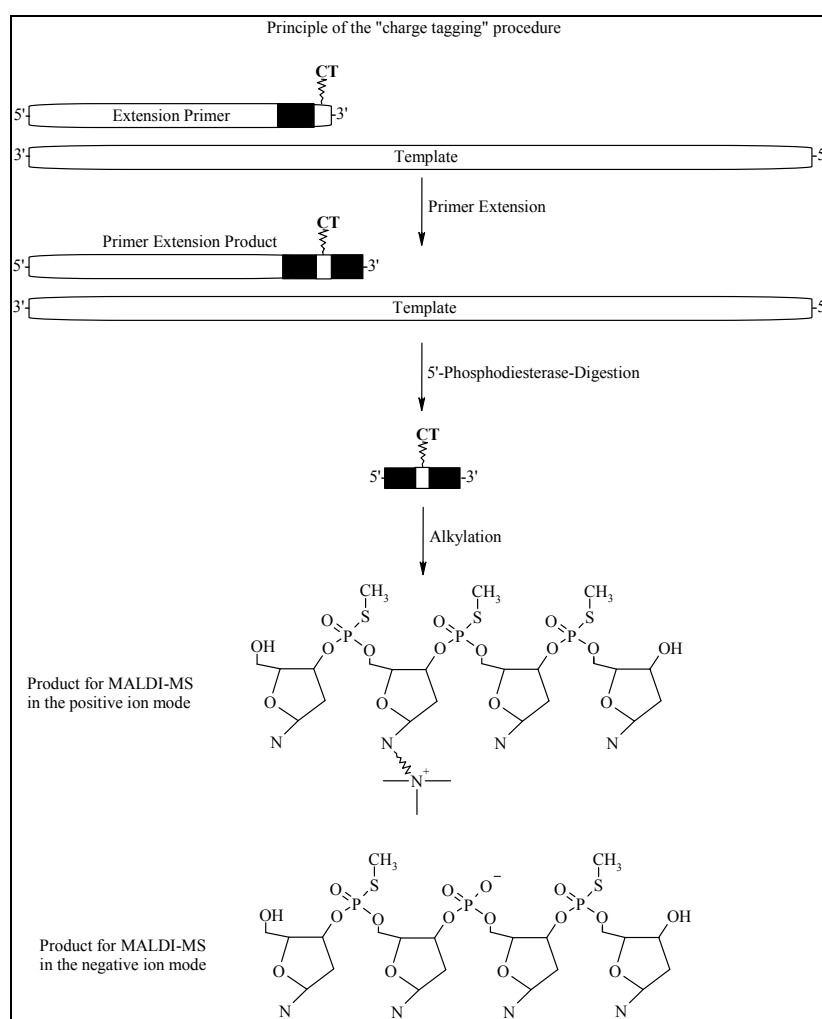 Principle of the "charge tagging" procedure
CT
5'- Extension Primer -3'
3'- Template -5'
Primer Extension
CT
Primer Extension Product
5'- -3'
3'- Template -5'
5'-Phosphodiesterase-Digestion
CT
5'- -3'
Alkylation
CH3 CH3 CH3
O S O S O S
P P P
OH O O O O O O OH
O O O O
Product for MALDI-MS
in the positive ion mode
N N N N
N+
CH3 CH3
O S O O− O S
P P P
OH O O O O O O OH
Product for MALDI-MS
in the negative ion mode
O O O O
N N N N